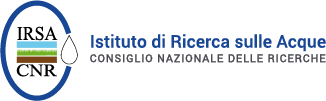 IRSA
CNR
Istituto di Ricerca sulle Acque
CONSIGLIO NAZIONALE DELLE RICERCHE